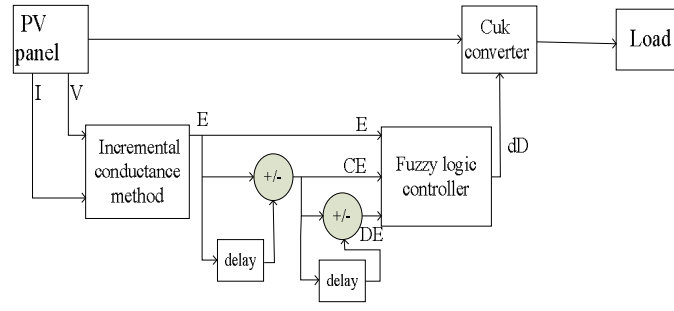 PV
panel
Cuk
converter
Load
I
V
E
E
Incremental
conductance
method
+/-
CE
Fuzzy logic
controller
dD
+/-
DE
delay
delay